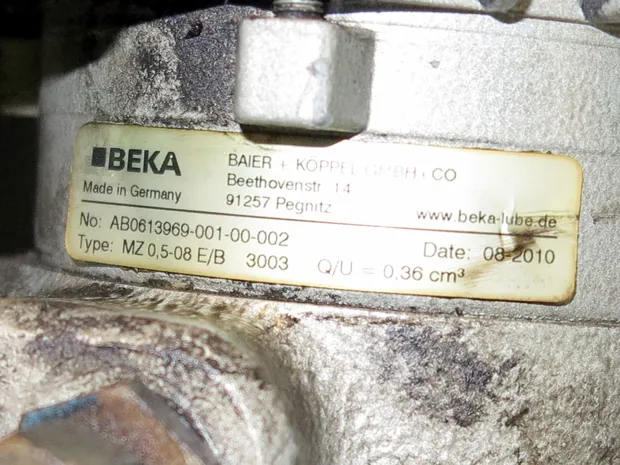 BEKA
BAIER + KÖPPEL GMBH + CO
Beethovenstr. 14
91257 Pegnitz
Made in Germany
www.beka-lube.de
No: AB0613969-001-00-002
Date: 08-2010
Type: MZ 0,5-08 E/B 3003 Q/U = 0.36 cm³